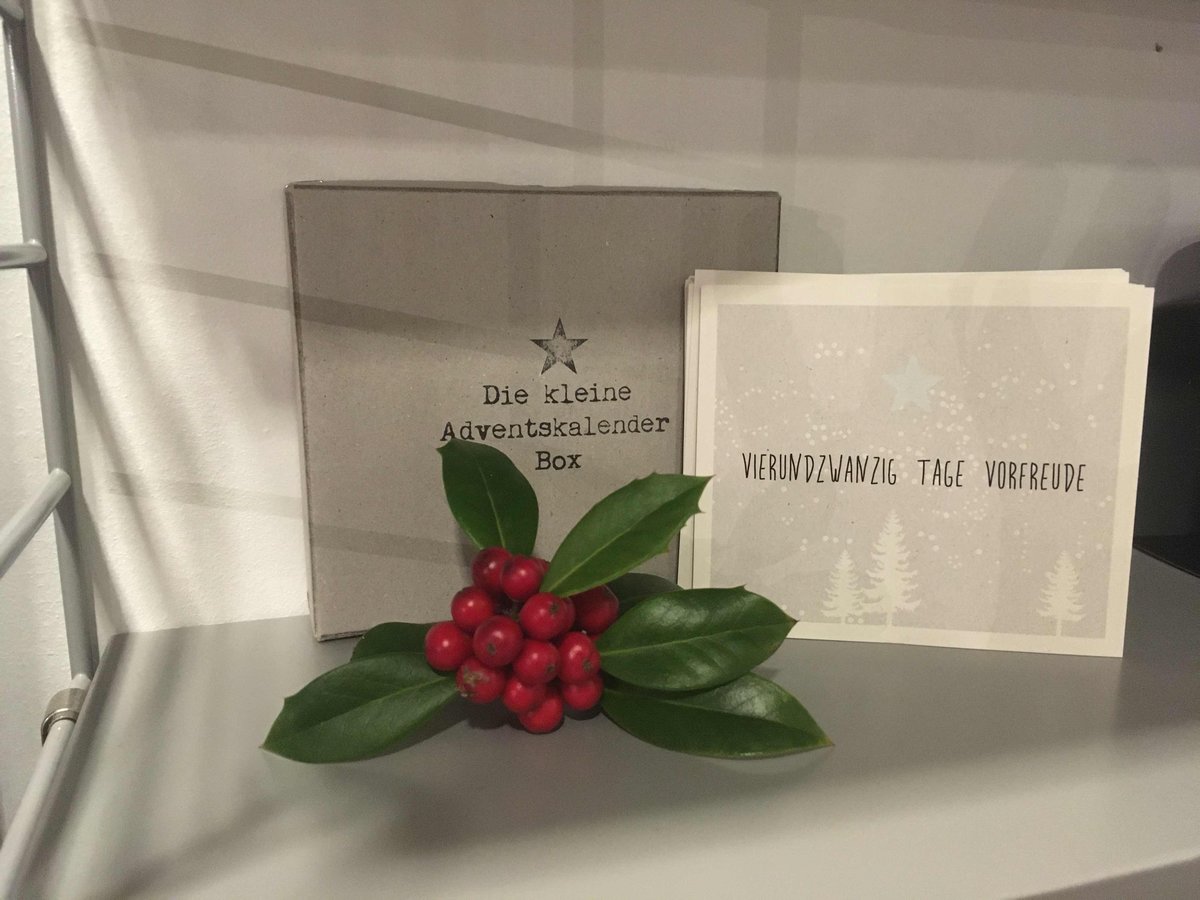 Die kleine
Adventskalender
Box
VIERUNDZWANZIG TAGE VORFREUDE